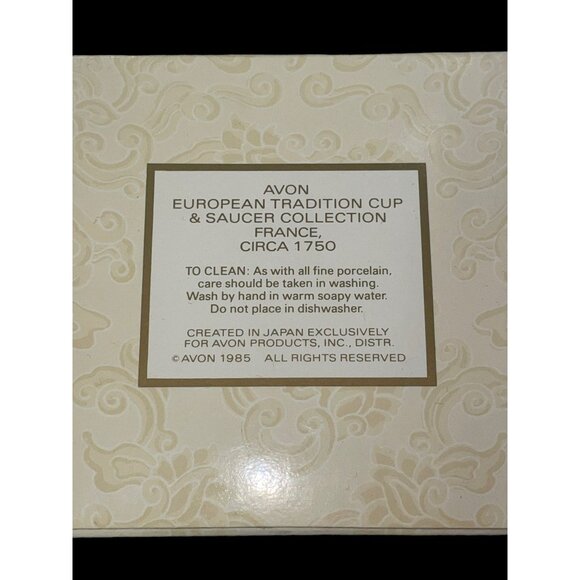 AVON
EUROPEAN TRADITION CUP
& SAUCER COLLECTION
FRANCE,
CIRCA 1750
TO CLEAN: As with all fine porcelain,
care should be taken in washing.
Wash by hand in warm soapy water.
Do not place in dishwasher.
CREATED IN JAPAN EXCLUSIVELY
FOR AVON PRODUCTS, INC., DISTR.
© AVON 1985 ALL RIGHTS RESERVED